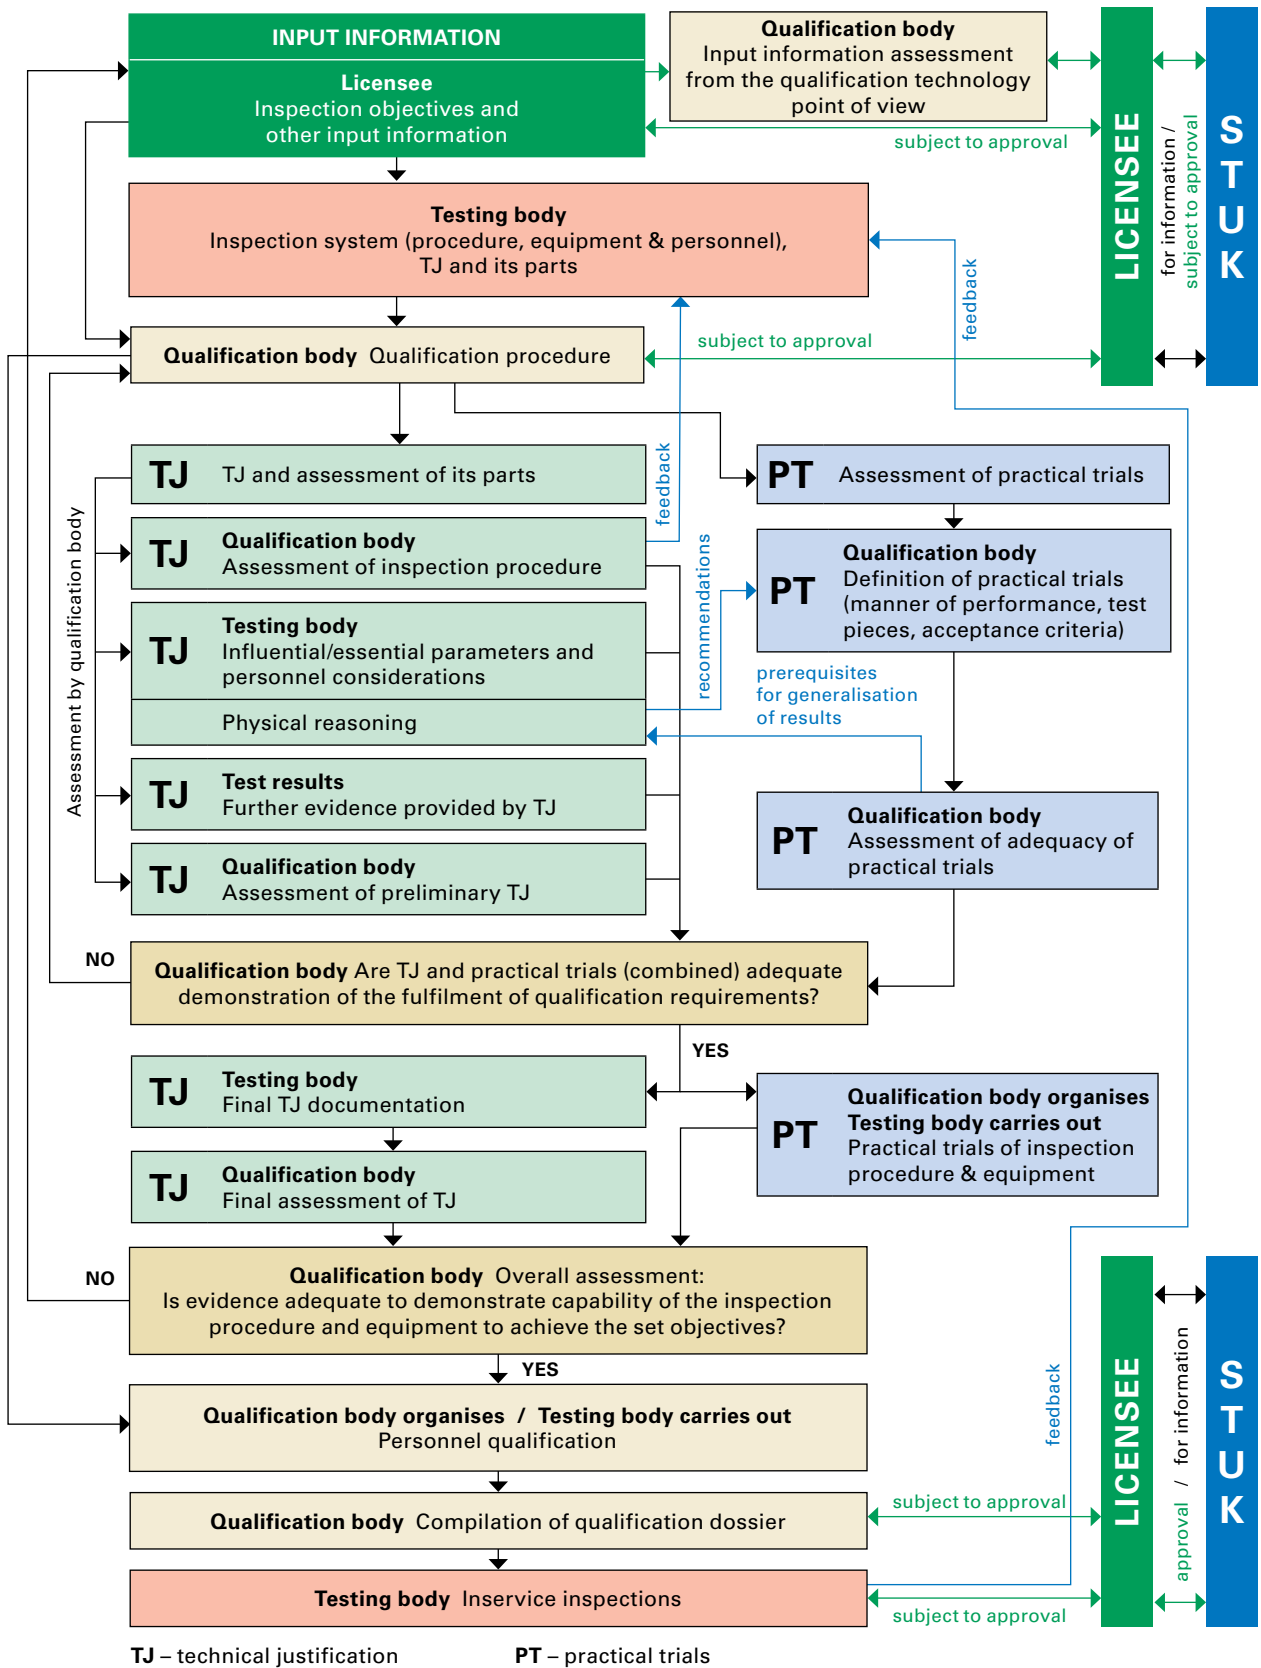 INPUT INFORMATION
Licensee
Inspection objectives and
other input information
Qualification body
Input information assessment
from the qualification technology
point of view
subject to approval
LICENSEE
for information /
subject to approval
STUK
Testing body
Inspection system (procedure, equipment & personnel),
TJ and its parts
feedback
Qualification body Qualification procedure
subject to approval
Assessment by qualification body
TJ
TJ and assessment of its parts
TJ
Qualification body
Assessment of inspection procedure
feedback
TJ
Testing body
Influential/essential parameters and
personnel considerations
Physical reasoning
recommendations
TJ
Test results
Further evidence provided by TJ
TJ
Qualification body
Assessment of preliminary TJ
PT
Assessment of practical trials
PT
Qualification body
Definition of practical trials
(manner of performance, test
pieces, acceptance criteria)
prerequisites
for generalisation
of results
PT
Qualification body
Assessment of adequacy of
practical trials
NO
Qualification body Are TJ and practical trials (combined) adequate
demonstration of the fulfilment of qualification requirements?
YES
TJ
Testing body
Final TJ documentation
TJ
Qualification body
Final assessment of TJ
PT
Qualification body organises
Testing body carries out
Practical trials of inspection
procedure & equipment
NO
Qualification body Overall assessment:
Is evidence adequate to demonstrate capability of the inspection
procedure and equipment to achieve the set objectives?
YES
Qualification body organises / Testing body carries out
Personnel qualification
feedback
Qualification body Compilation of qualification dossier
subject to approval
Testing body Inservice inspections
subject to approval
LICENSEE
approval / for information
STUK
TJ – technical justification
PT – practical trials